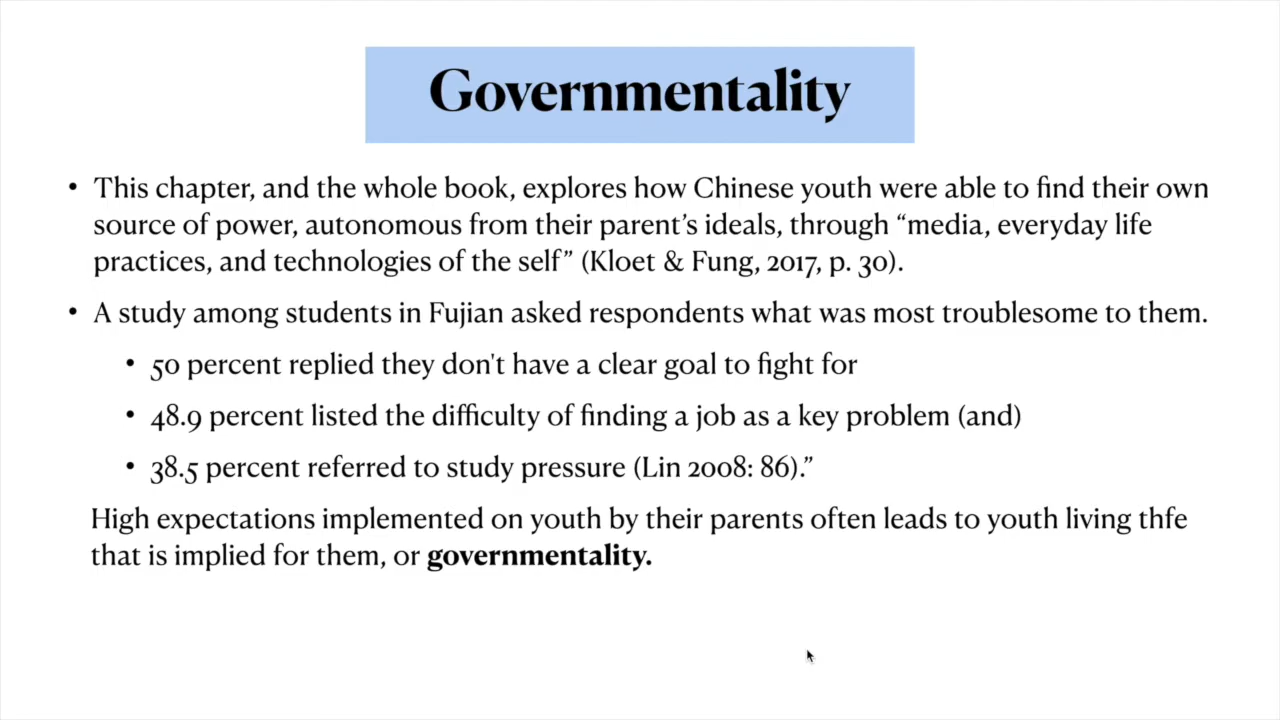 Governmentality
• This chapter, and the whole book, explores how Chinese youth were able to find their own
source of power, autonomous from their parent’s ideals, through “media, everyday life
practices, and technologies of the self” (Kloet & Fung, 2017, p. 30).
• A study among students in Fujian asked respondents what was most troublesome to them.
• 50 percent replied they don't have a clear goal to fight for
• 48.9 percent listed the difficulty of finding a job as a key problem (and)
• 38.5 percent referred to study pressure (Lin 2008: 86).”
High expectations implemented on youth by their parents often leads to youth living thfe
that is implied for them, or governmentality.